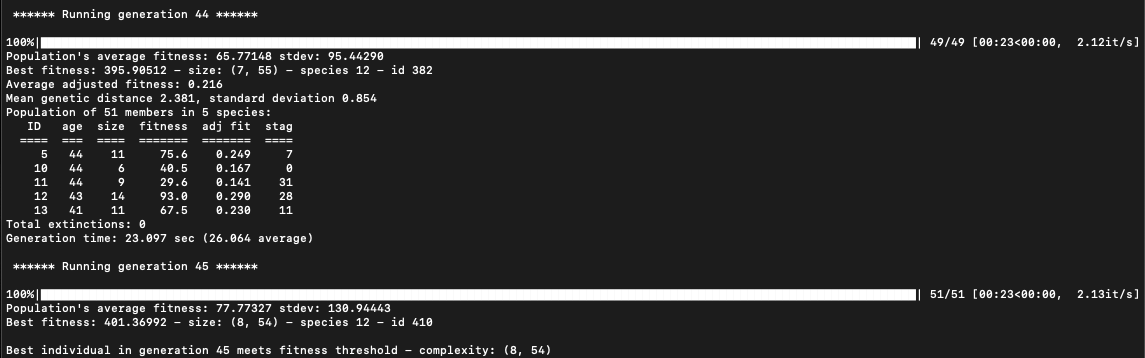 ****** Running generation 44 ******
100%|██████████| 49/49 [00:23<00:00, 2.12it/s]
Population's average fitness: 65.77148 stdev: 95.44290
Best fitness: 395.90512 - size: (7, 55) - species 12 - id 382
Average adjusted fitness: 0.216
Mean genetic distance 2.381, standard deviation 0.854
Population of 51 members in 5 species:
ID age size fitness adj fit stag
==== === ==== ======= ======= ====
5 44 11 75.6 0.249 7
10 44 6 40.5 0.167 0
11 44 9 29.6 0.141 31
12 43 14 93.0 0.290 28
13 41 11 67.5 0.230 11
Total extinctions: 0
Generation time: 23.097 sec (26.064 average)
****** Running generation 45 ******
100%|██████████| 51/51 [00:23<00:00, 2.13it/s]
Population's average fitness: 77.77327 stdev: 130.94443
Best fitness: 401.36992 - size: (8, 54) - species 12 - id 410
Best individual in generation 45 meets fitness threshold - complexity: (8, 54)